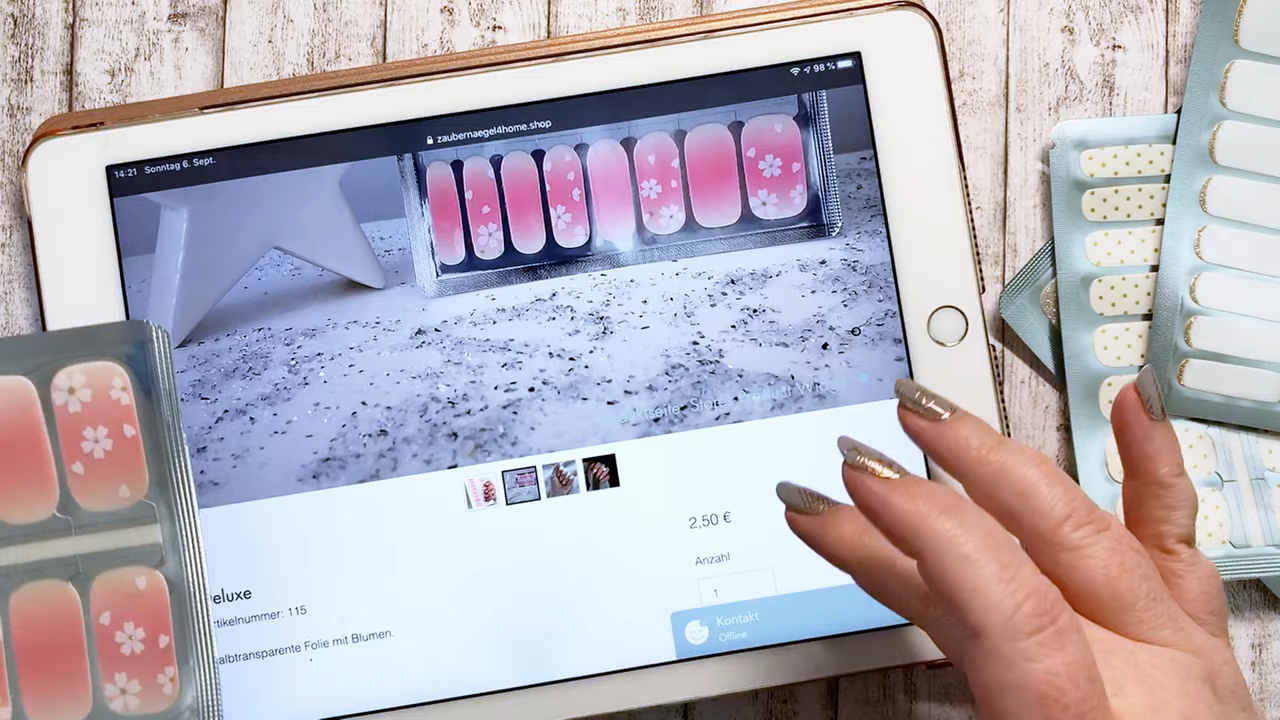 14:21 Sonntag 6. Sept.
98 %
zaubernaegel4home.shop
2,50 €
Anzahl
1
eluxe
rtikelnummer: 115
albtransparente Folie mit Blumen.
Kontakt
Offline